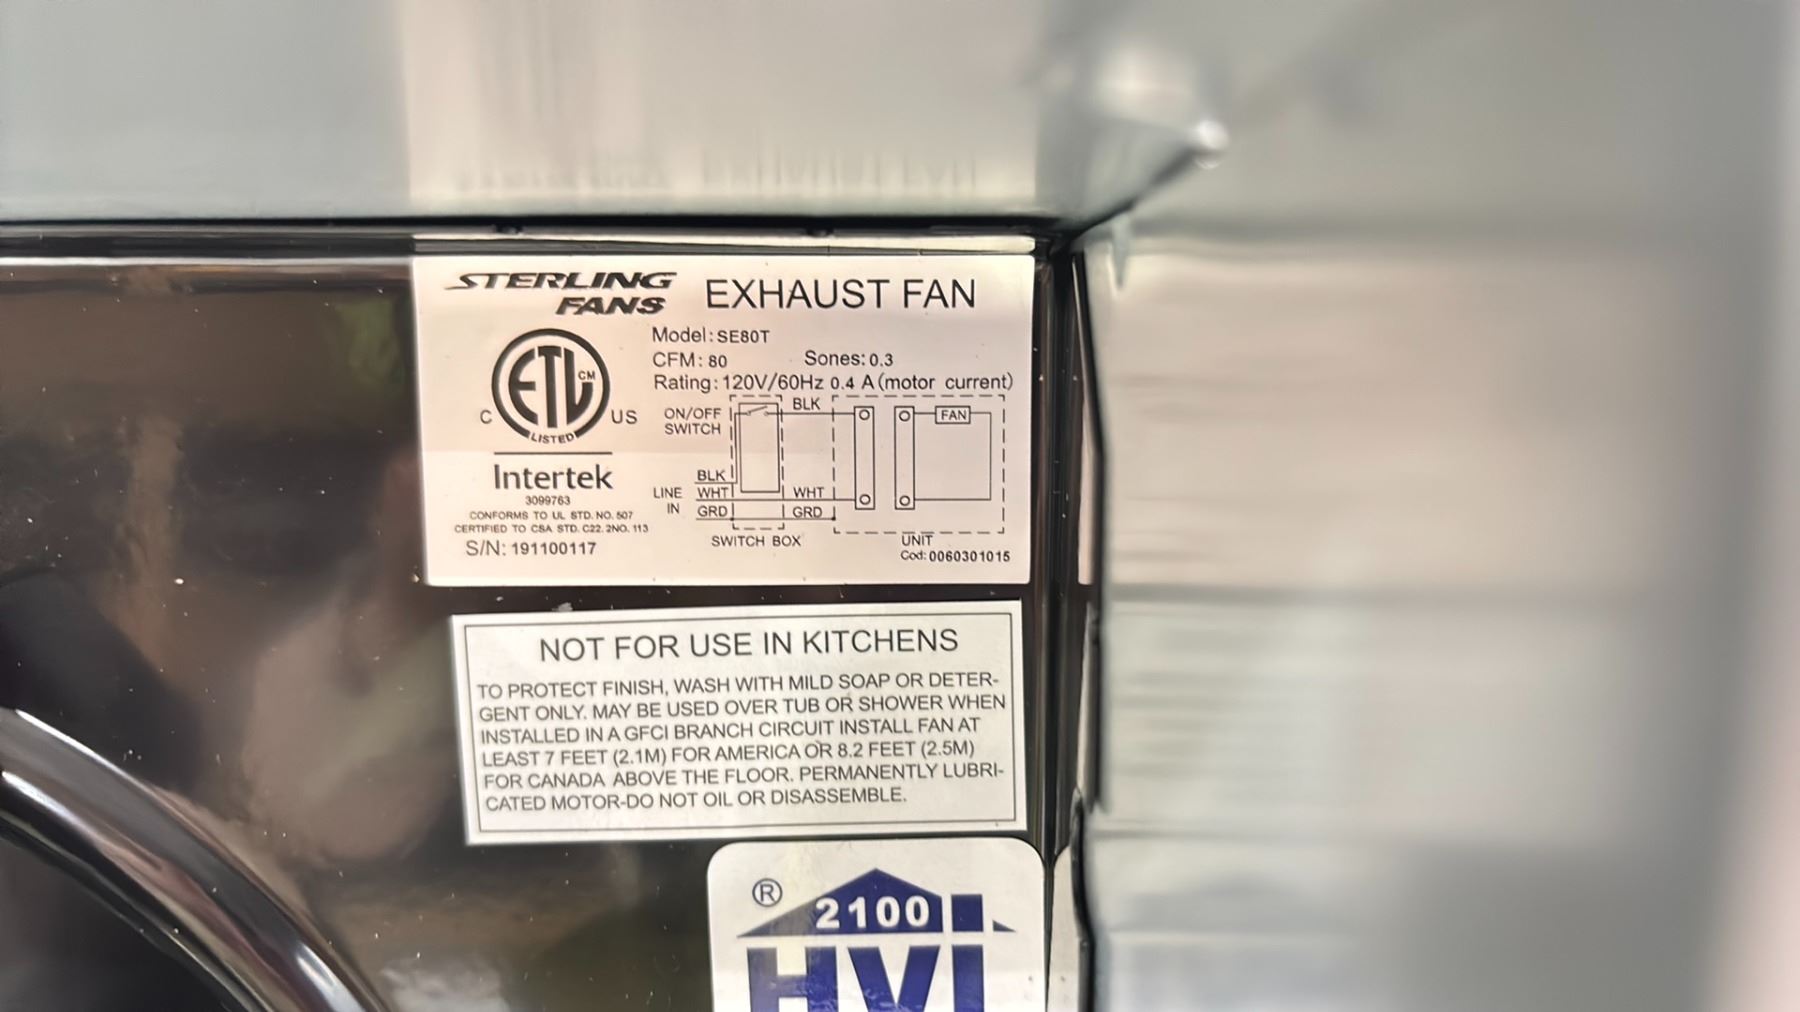 STERLING
FANS
EXHAUST FAN
Model: SE80T
CFM: 80 Sones: 0.3
Rating: 120V/60Hz 0.4 A (motor current)
ETL CM
C US
LISTED
Intertek
3099763
CONFORMS TO UL STD. NO. 507
CERTIFIED TO CSA STD. C22. 2NO. 113
S/N: 191100117
ON/OFF
SWITCH
BLK
FAN
BLK
LINE
IN
WHT
WHT
GRD
GRD
SWITCH BOX
UNIT
Cod: 0060301015
NOT FOR USE IN KITCHENS
TO PROTECT FINISH, WASH WITH MILD SOAP OR DETER-
GENT ONLY. MAY BE USED OVER TUB OR SHOWER WHEN
INSTALLED IN A GFCI BRANCH CIRCUIT INSTALL FAN AT
LEAST 7 FEET (2.1M) FOR AMERICA OR 8.2 FEET (2.5M)
FOR CANADA ABOVE THE FLOOR. PERMANENTLY LUBRI-
CATED MOTOR-DO NOT OIL OR DISASSEMBLE.
®
2100
HVI